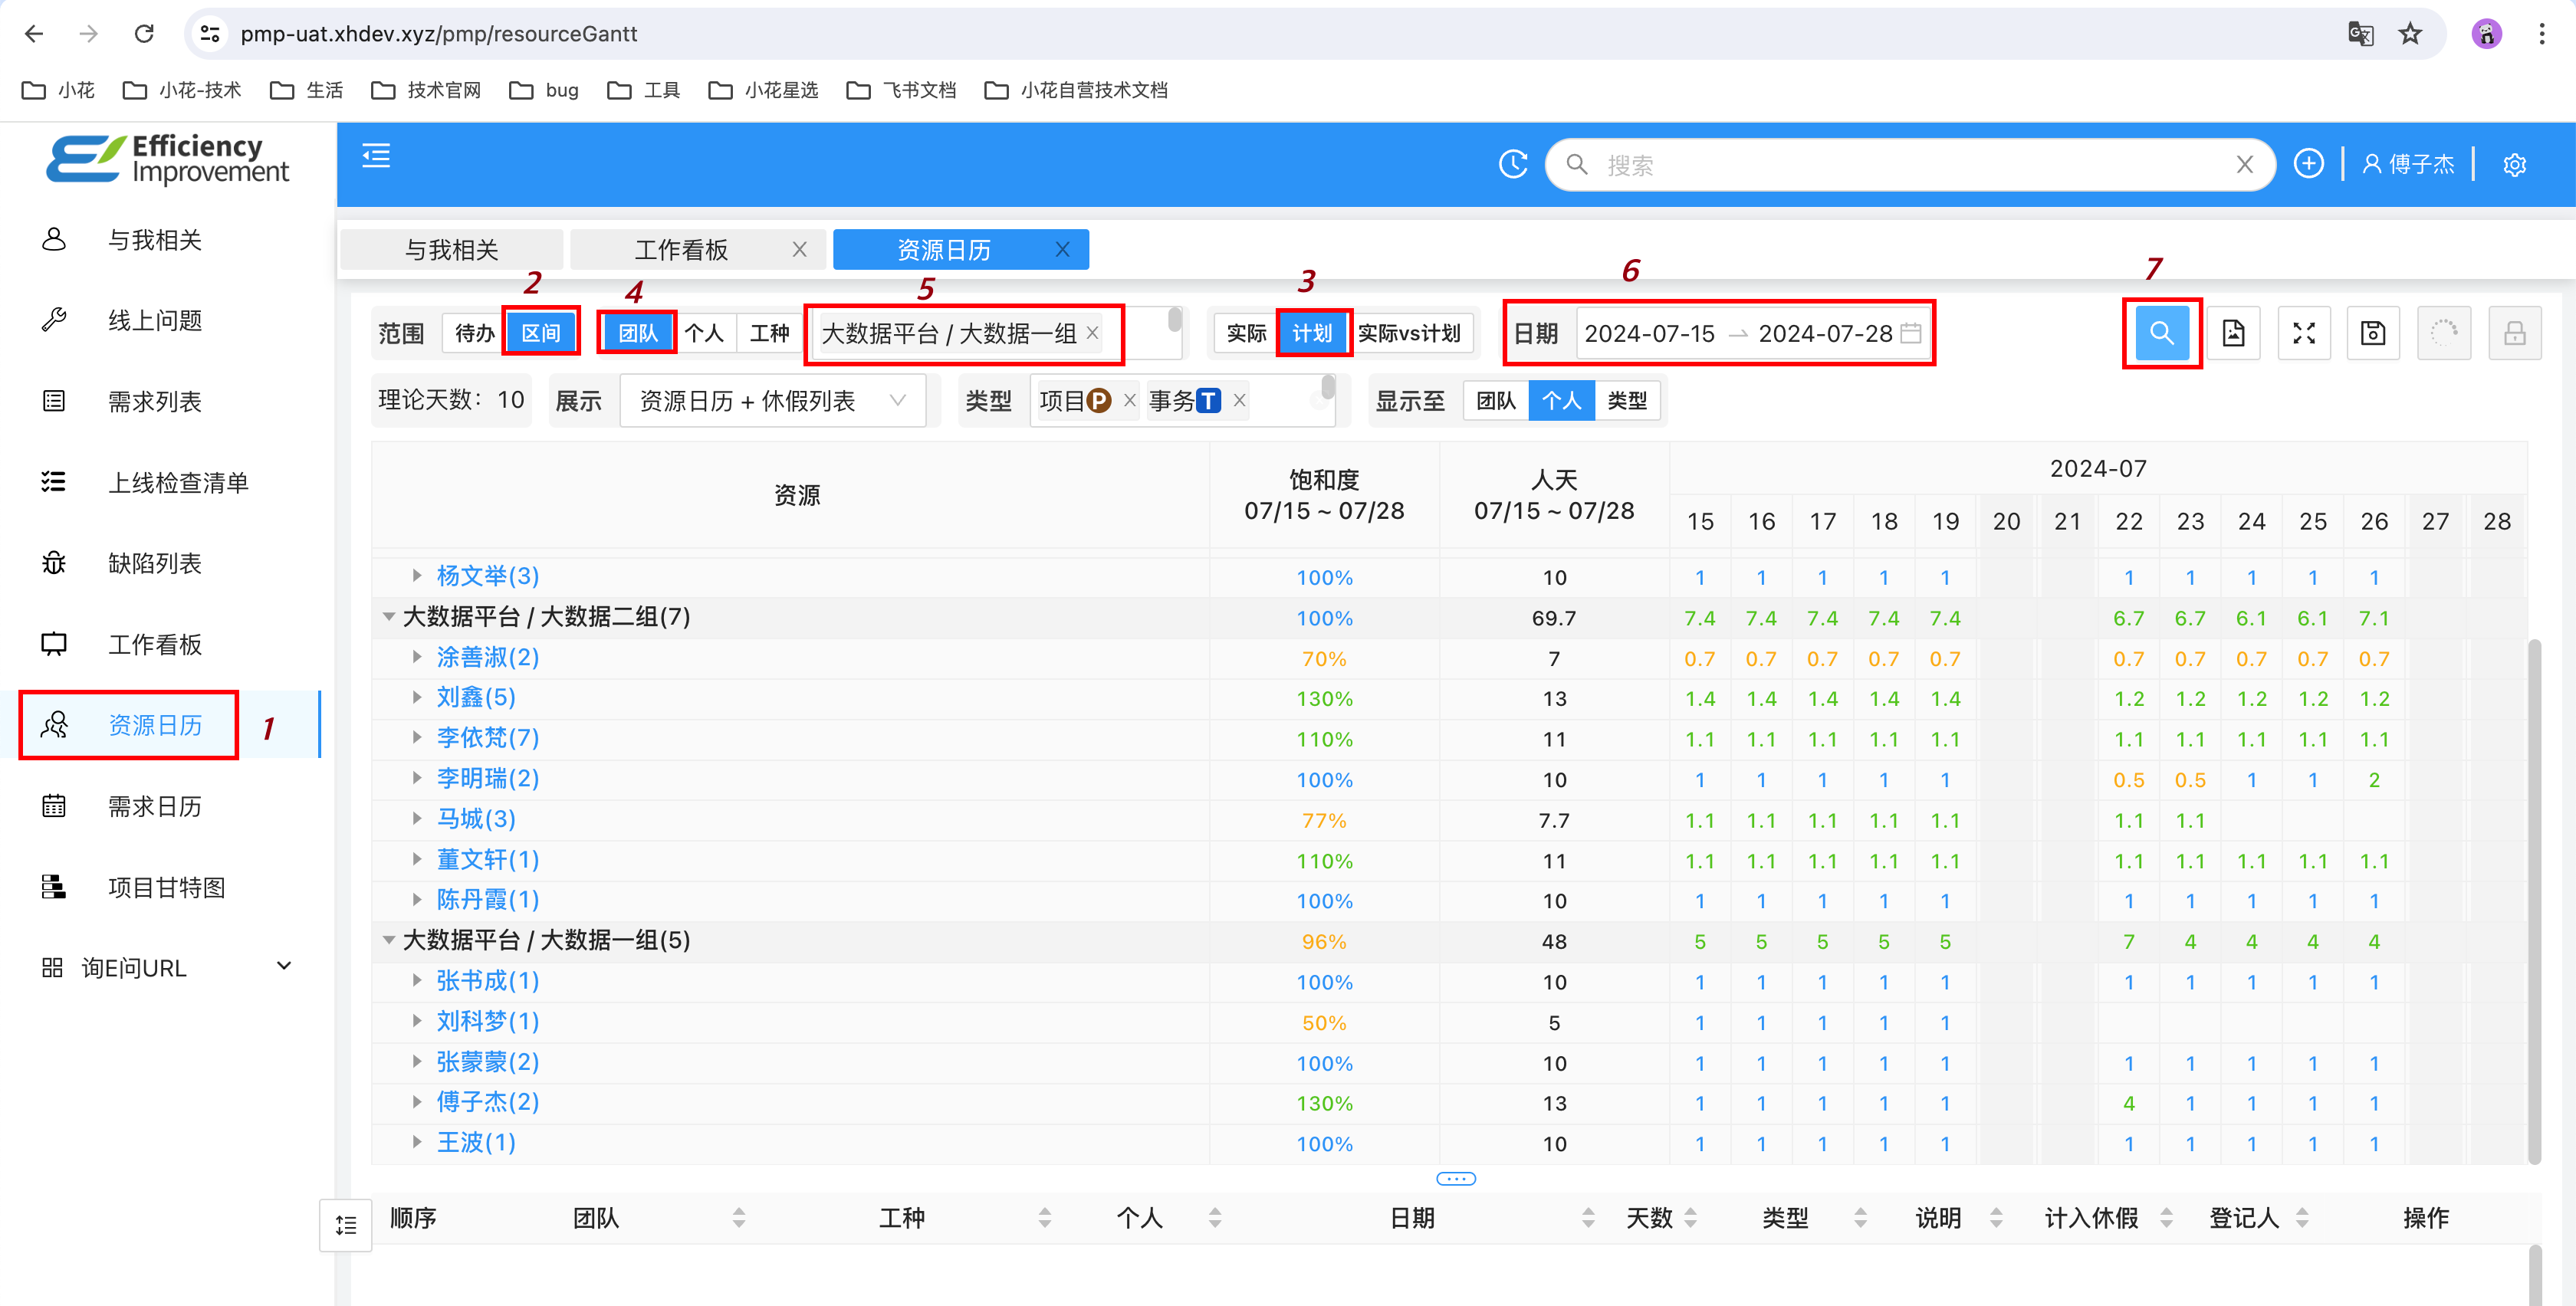 pmp-uat.xhdev.xyz/pmp/resourceGantt
小花 小花-技术 生活 技术官网 bug 工具 小花星选 飞书文档 小花自营技术文档
Efficiency
Improvement
搜索 傅子杰
与我相关
线上问题
需求列表
上线检查清单
缺陷列表
工作看板
资源日历 1
需求日历
项目甘特图
询E问URL
与我相关 工作看板 资源日历
2 4 5 3 6 7
范围 待办 区间 团队 个人 工种 大数据平台 / 大数据一组 实际 计划 实际vs计划 日期 2024-07-15 → 2024-07-28
理论天数：10 展示 资源日历 + 休假列表 类型 项目P 事务T 显示至 团队 个人 类型
资源 饱和度 07/15 ~ 07/28 人天 07/15 ~ 07/28 2024-07
15 16 17 18 19 20 21 22 23 24 25 26 27 28
杨文举(3) 100% 10 1 1 1 1 1 1 1 1 1 1
大数据平台 / 大数据二组(7) 100% 69.7 7.4 7.4 7.4 7.4 7.4 6.7 6.7 6.1 6.1 7.1
涂善淑(2) 70% 7 0.7 0.7 0.7 0.7 0.7 0.7 0.7 0.7 0.7 0.7
刘鑫(5) 130% 13 1.4 1.4 1.4 1.4 1.4 1.2 1.2 1.2 1.2 1.2
李依梵(7) 110% 11 1.1 1.1 1.1 1.1 1.1 1.1 1.1 1.1 1.1 1.1
李明瑞(2) 100% 10 1 1 1 1 1 0.5 0.5 1 1 2
马城(3) 77% 7.7 1.1 1.1 1.1 1.1 1.1 1.1 1.1
董文轩(1) 110% 11 1.1 1.1 1.1 1.1 1.1 1.1 1.1 1.1 1.1 1.1
陈丹霞(1) 100% 10 1 1 1 1 1 1 1 1 1 1
大数据平台 / 大数据一组(5) 96% 48 5 5 5 5 5 7 4 4 4 4
张书成(1) 100% 10 1 1 1 1 1 1 1 1 1 1
刘科梦(1) 50% 5 1 1 1 1 1
张蒙蒙(2) 100% 10 1 1 1 1 1 1 1 1 1 1
傅子杰(2) 130% 13 1 1 1 1 1 4 1 1 1 1
王波(1) 100% 10 1 1 1 1 1 1 1 1 1 1
顺序 团队 工种 个人 日期 天数 类型 说明 计入休假 登记人 操作